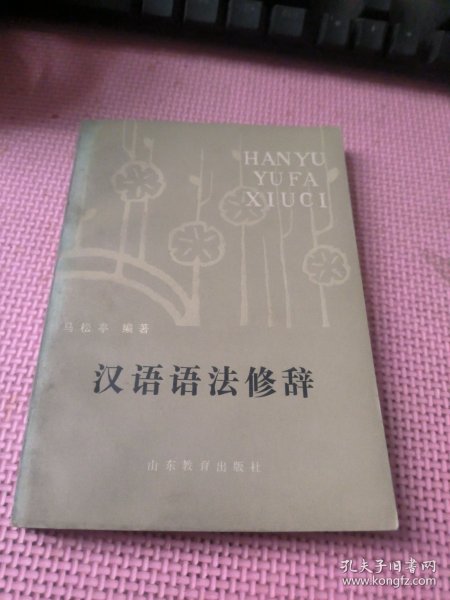 HANYU
YUFA
XIUCI
马松亭 编著
汉语语法修辞
山东教育出版社
孔夫子旧书网
www.kongfz.com